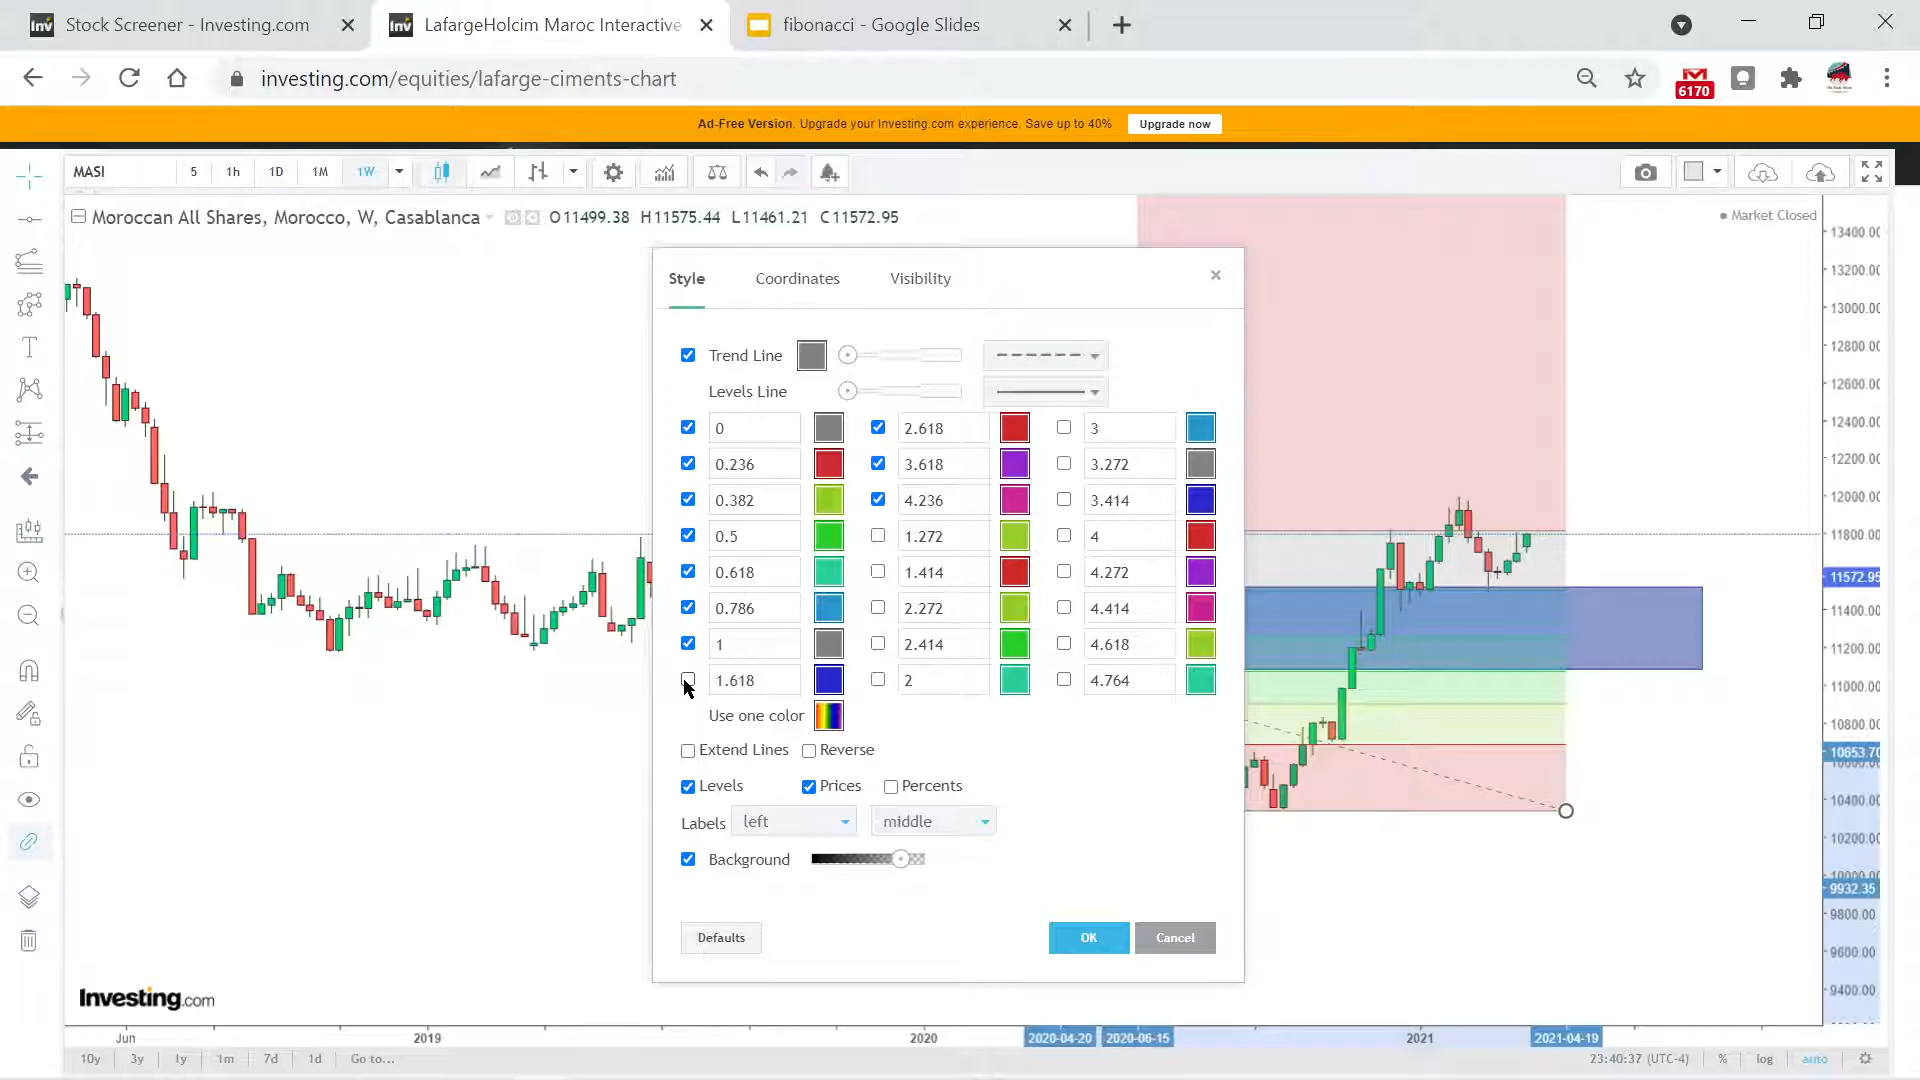 Stock Screener - Investing.com
LafargeHolcim Maroc Interactive
fibonacci - Google Slides
investing.com/equities/lafarge-ciments-chart
6170
Ad-Free Version. Upgrade your Investing.com experience. Save up to 40%
Upgrade now
MASI
5
1h
1D
1M
1W
Moroccan All Shares, Morocco, W, Casablanca
O11499.38 H11575.44 L11461.21 C11572.95
Market Closed
Style
Coordinates
Visibility
Trend Line
Levels Line
0
2.618
3
0.236
3.618
3.272
0.382
4.236
3.414
0.5
1.272
4
0.618
1.414
4.272
0.786
2.272
4.414
1
2.414
4.618
1.618
2
4.764
Use one color
Extend Lines
Reverse
Levels
Prices
Percents
Labels
left
middle
Background
Defaults
OK
Cancel
13400.00
13200.00
13000.00
12800.00
12600.00
12400.00
12200.00
12000.00
11800.00
11572.95
11400.00
11200.00
11000.00
10800.00
10653.70
10400.00
10200.00
10000.00
9932.35
9800.00
9600.00
9400.00
Investing.com
Jun
2019
2020
2020-04-20
2020-06-15
2021
2021-04-19
10y
3y
1y
1m
7d
1d
Go to...
23:40:37 (UTC-4)
%
log
auto